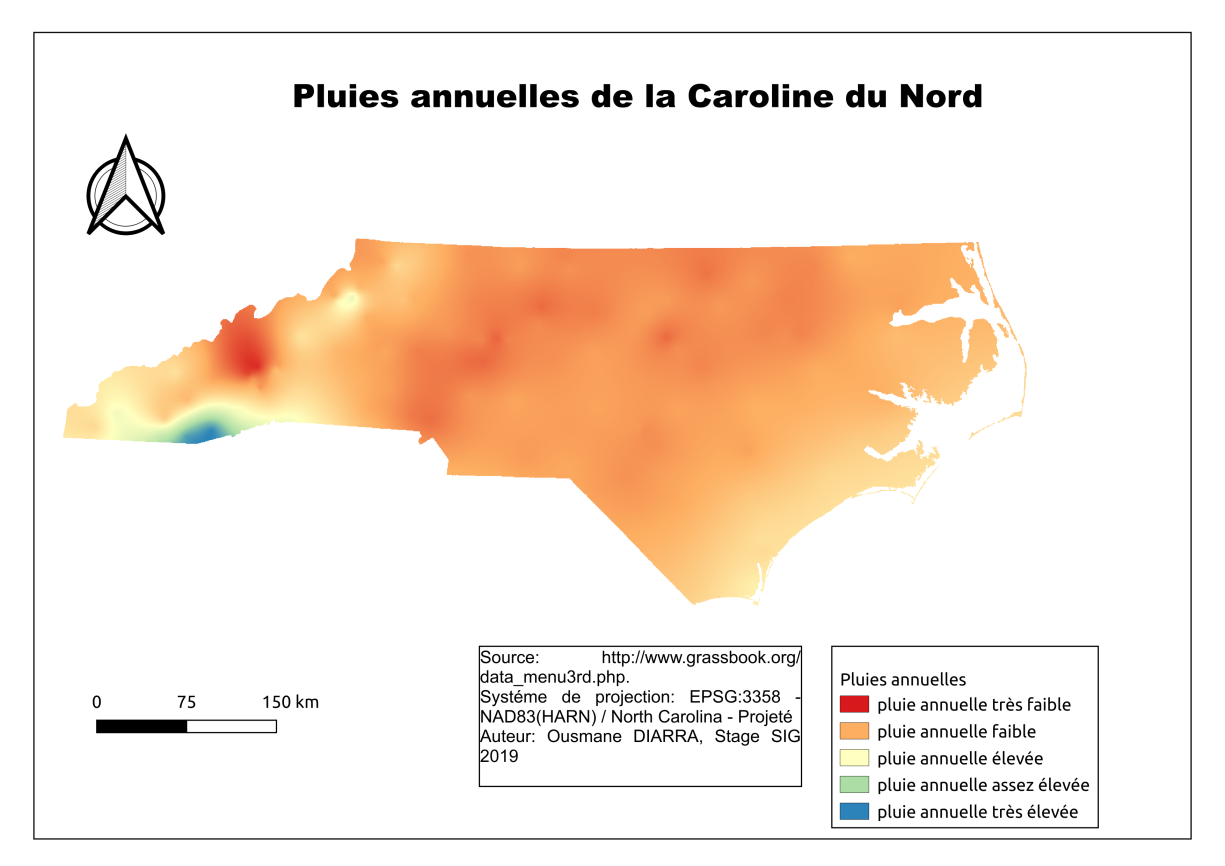 Pluies annuelles de la Caroline du Nord
0 75 150 km
Source: http://www.grassbook.org/
data_menu3rd.php.
Systéme de projection: EPSG:3358 -
NAD83(HARN) / North Carolina - Projeté
Auteur: Ousmane DIARRA, Stage SIG
2019
Pluies annuelles
pluie annuelle très faible
pluie annuelle faible
pluie annuelle élevée
pluie annuelle assez élevée
pluie annuelle très élevée